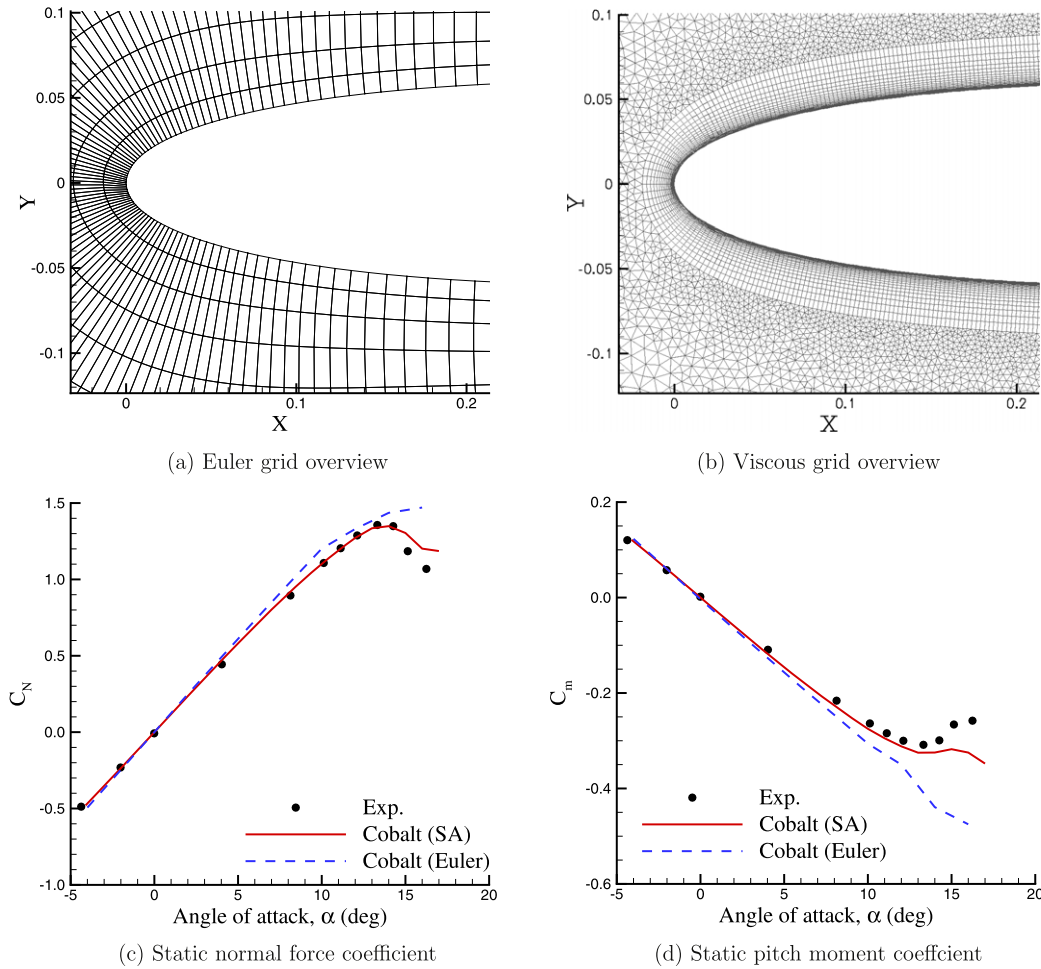 0.1
0.05
0
-0.05
-0.1
Y
0
0.1
0.2
X
(a) Euler grid overview
0.1
0.05
0
-0.05
-0.1
Y
0
0.1
0.2
X
(b) Viscous grid overview
1.5
1.0
0.5
0.0
-0.5
-1.0
C_N
Exp.
Cobalt (SA)
Cobalt (Euler)
-5
0
5
10
15
20
Angle of attack, α (deg)
(c) Static normal force coefficient
0.2
0.0
-0.2
-0.4
-0.6
C_m
Exp.
Cobalt (SA)
Cobalt (Euler)
-5
0
5
10
15
20
Angle of attack, α (deg)
(d) Static pitch moment coeffcient